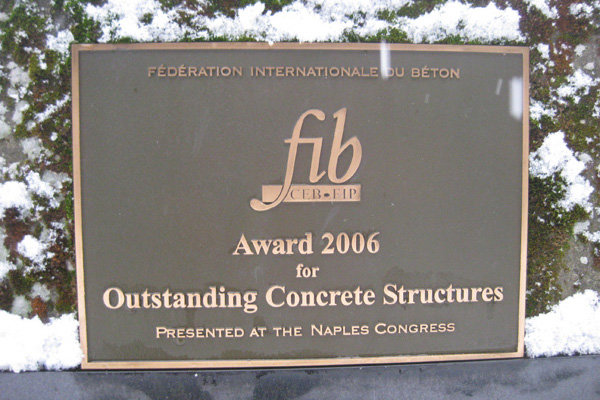 FÉDÉRATION INTERNATIONALE DU BÉTON
fib
CEB•FIP
Award 2006
for
Outstanding Concrete Structures
PRESENTED AT THE NAPLES CONGRESS